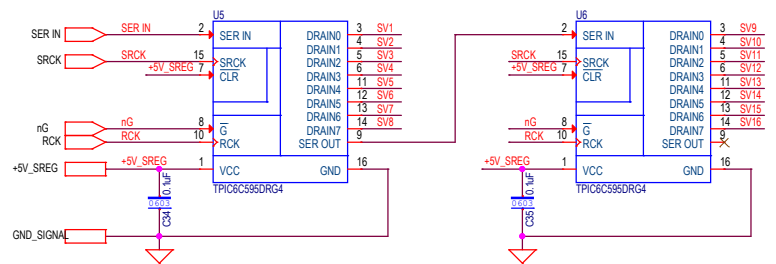 U5
U6
SER IN
SER IN
2
SER IN
DRAIN0
3
SV1
2
SER IN
DRAIN0
3
SV9
DRAIN1
4
SV2
DRAIN1
4
SV10
SRCK
SRCK
15
SRCK
DRAIN2
5
SV3
SRCK
15
SRCK
DRAIN2
5
SV11
+5V_SREG
7
CLR
DRAIN3
6
SV4
+5V_SREG
7
CLR
DRAIN3
6
SV12
DRAIN4
11
SV5
DRAIN4
11
SV13
DRAIN5
12
SV6
DRAIN5
12
SV14
DRAIN6
13
SV7
DRAIN6
13
SV15
nG
nG
8
G
DRAIN7
14
SV8
nG
8
G
DRAIN7
14
SV16
RCK
RCK
10
RCK
SER OUT
9
RCK
10
RCK
SER OUT
9
+5V_SREG
+5V_SREG
1
VCC
GND
16
+5V_SREG
1
VCC
GND
16
TPIC6C595DRG4
TPIC6C595DRG4
C34
0603
0.1uF
C35
0603
0.1uF
GND_SIGNAL